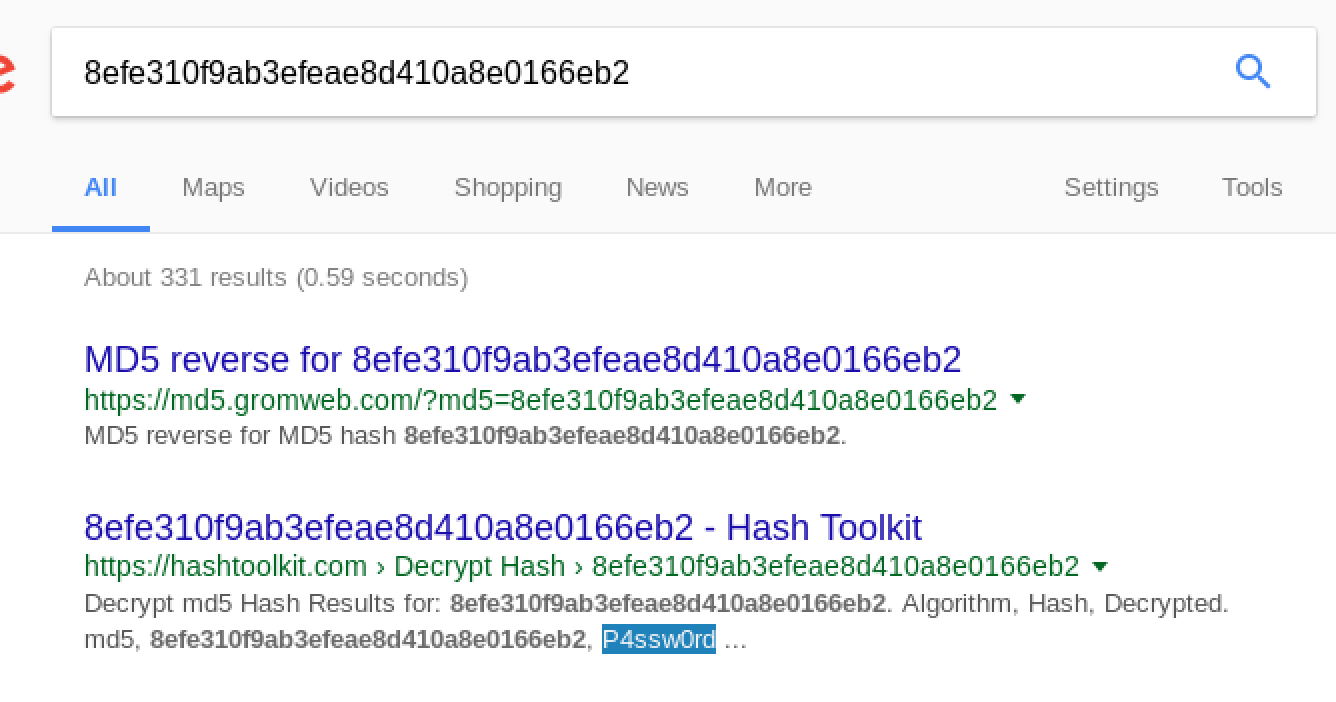 e
8efe310f9ab3efeae8d410a8e0166eb2
All Maps Videos Shopping News More Settings Tools
About 331 results (0.59 seconds)
MD5 reverse for 8efe310f9ab3efeae8d410a8e0166eb2
https://md5.gromweb.com/?md5=8efe310f9ab3efeae8d410a8e0166eb2
MD5 reverse for MD5 hash 8efe310f9ab3efeae8d410a8e0166eb2.
8efe310f9ab3efeae8d410a8e0166eb2 - Hash Toolkit
https://hashtoolkit.com › Decrypt Hash › 8efe310f9ab3efeae8d410a8e0166eb2
Decrypt md5 Hash Results for: 8efe310f9ab3efeae8d410a8e0166eb2. Algorithm, Hash, Decrypted.
md5, 8efe310f9ab3efeae8d410a8e0166eb2, P4ssw0rd ...